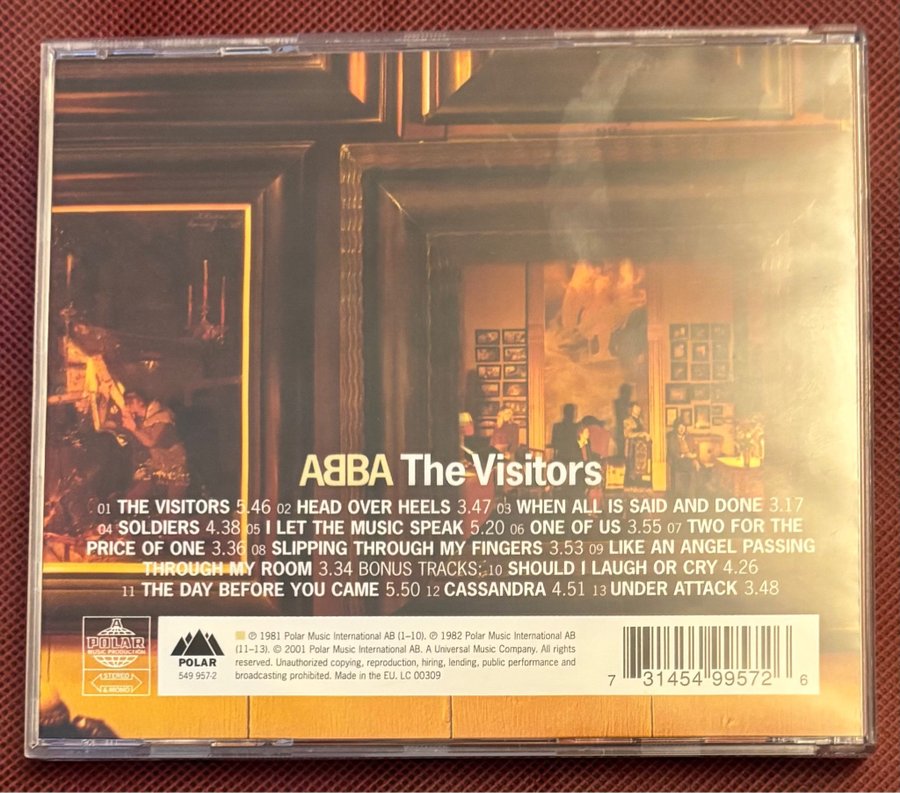 ABBA The Visitors
01 THE VISITORS 5.46 02 HEAD OVER HEELS 3.47 03 WHEN ALL IS SAID AND DONE 3.17
04 SOLDIERS 4.38 05 I LET THE MUSIC SPEAK 5.20 06 ONE OF US 3.55 07 TWO FOR THE
PRICE OF ONE 3.36 08 SLIPPING THROUGH MY FINGERS 3.53 09 LIKE AN ANGEL PASSING
THROUGH MY ROOM 3.34 BONUS TRACKS: 10 SHOULD I LAUGH OR CRY 4.26
11 THE DAY BEFORE YOU CAME 5.50 12 CASSANDRA 4.51 13 UNDER ATTACK 3.48
A
POLAR
MUSIC PRODUCTION
STEREO
& MONO
POLAR
549 957-2
℗ 1981 Polar Music International AB (1–10). ℗ 1982 Polar Music International AB
(11–13). © 2001 Polar Music International AB. A Universal Music Company. All rights
reserved. Unauthorized copying, reproduction, hiring, lending, public performance and
broadcasting prohibited. Made in the EU. LC 00309
7 31454 99572 6